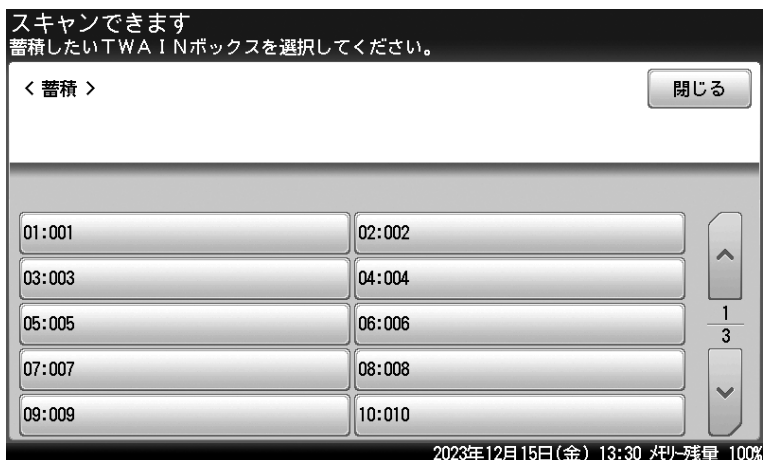 スキャンできます
蓄積したいＴＷＡＩＮボックスを選択してください。
＜蓄積＞
閉じる
01:001
02:002
03:003
04:004
05:005
06:006
1
3
07:007
08:008
09:009
10:010
2023年12月15日(金) 13:30 ﾒﾓﾘｰ残量 100%